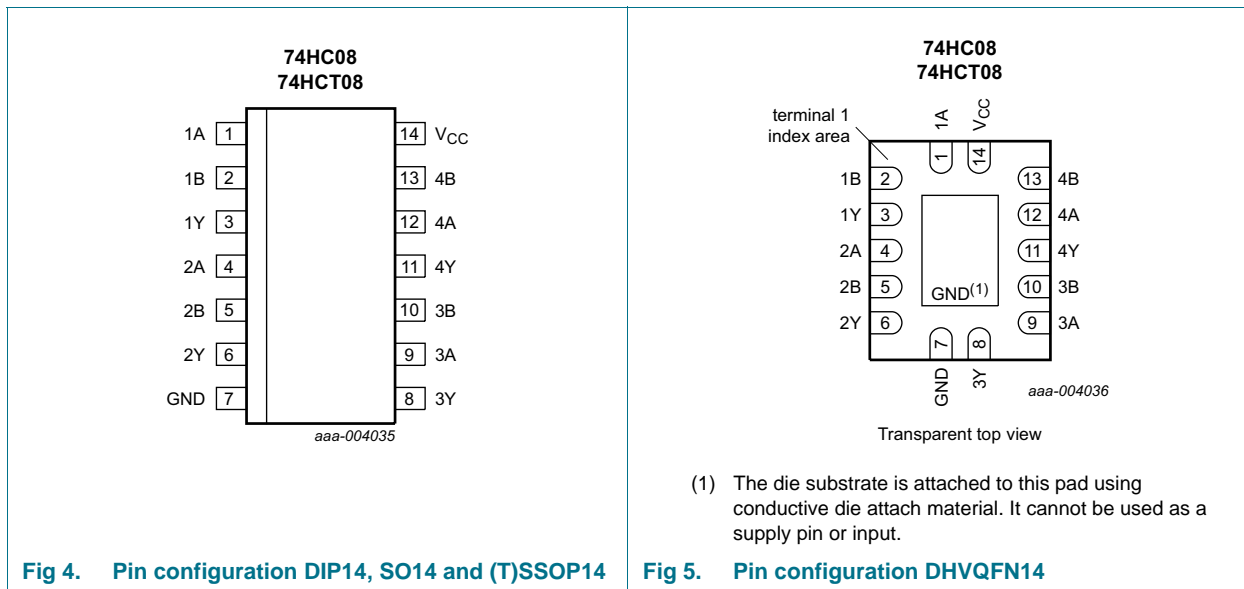 74HC08
74HCT08
1A 1
14 VCC
1B 2
13 4B
1Y 3
12 4A
2A 4
11 4Y
2B 5
10 3B
2Y 6
9 3A
GND 7
8 3Y
aaa-004035
Fig 4. Pin configuration DIP14, SO14 and (T)SSOP14
74HC08
74HCT08
terminal 1
index area
1A
VCC
1
14
1B 2
13 4B
1Y 3
12 4A
2A 4
11 4Y
2B 5
10 3B
2Y 6
9 3A
GND(1)
7
8
GND
3Y
aaa-004036
Transparent top view
(1) The die substrate is attached to this pad using
conductive die attach material. It cannot be used as a
supply pin or input.
Fig 5. Pin configuration DHVQFN14